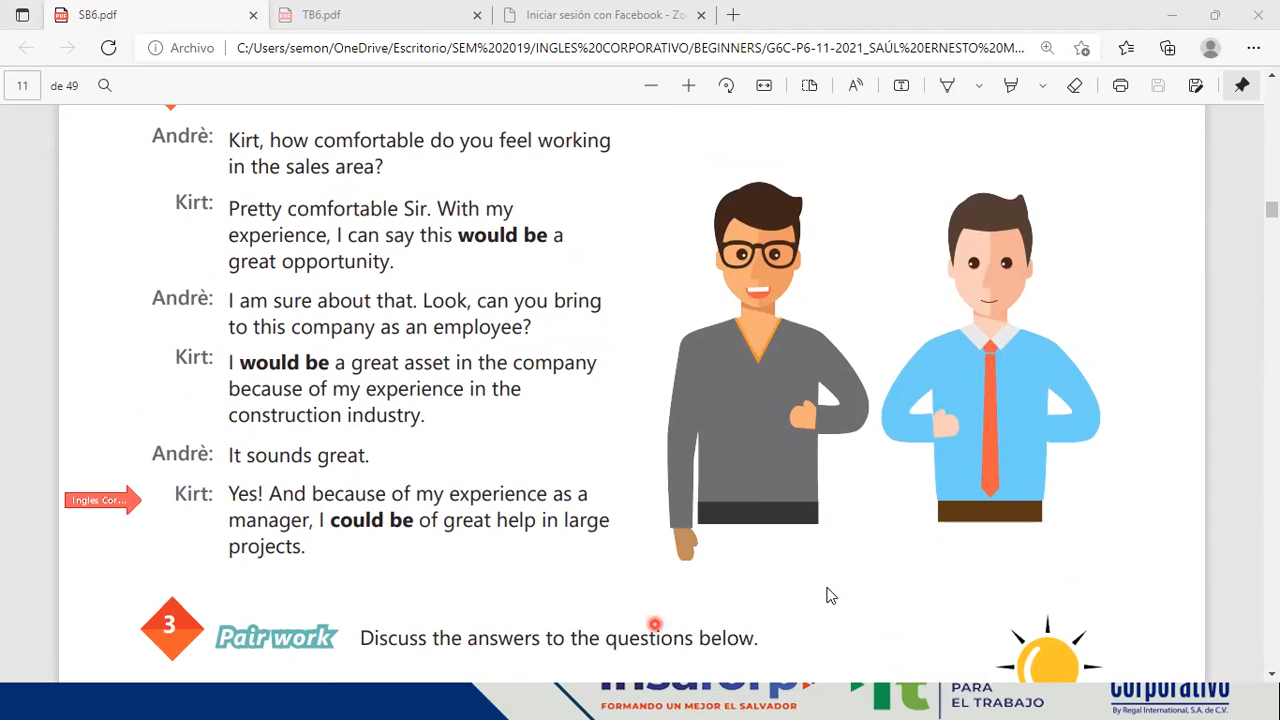 SB6.pdf
TB6.pdf
Iniciar sesión con Facebook - Zo
Archivo
C:/Users/semon/OneDrive/Escritorio/SEM%202019/INGLES%20CORPORATIVO/BEGINNERS_G6C-P6-11-2021_SAÚL%20ERNESTO%20M...
11 de 49
Andrè: Kirt, how comfortable do you feel working
in the sales area?
Kirt: Pretty comfortable Sir. With my
experience, I can say this would be a
great opportunity.
Andrè: I am sure about that. Look, can you bring
to this company as an employee?
Kirt: I would be a great asset in the company
because of my experience in the
construction industry.
Andrè: It sounds great.
Ingles Cor...
Kirt: Yes! And because of my experience as a
manager, I could be of great help in large
projects.
3 Pair work Discuss the answers to the questions below.
FORMANDO UN MEJOR EL SALVADOR
PARA
EL TRABAJO
corporativo
By Regal International, S.A. de C.V.